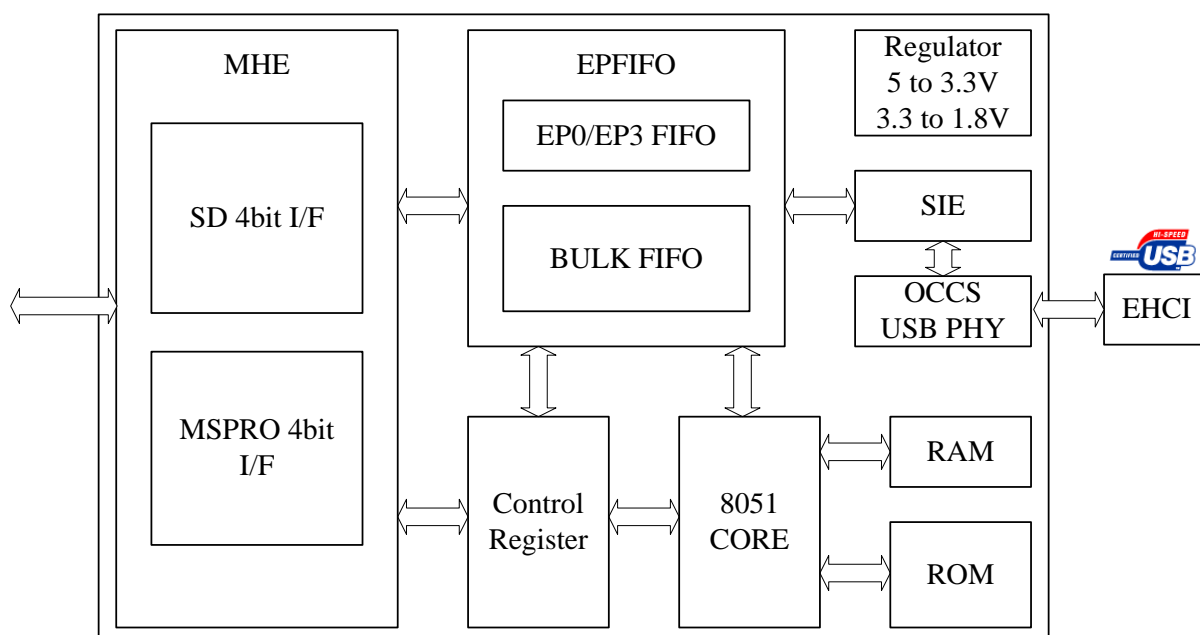 MHE
SD 4bit I/F
MSPRO 4bit
I/F
EPFIFO
EP0/EP3 FIFO
BULK FIFO
Regulator
5 to 3.3V
3.3 to 1.8V
SIE
OCCS
USB PHY
HI-SPEED
CERTIFIED
USB
EHCI
Control
Register
8051
CORE
RAM
ROM